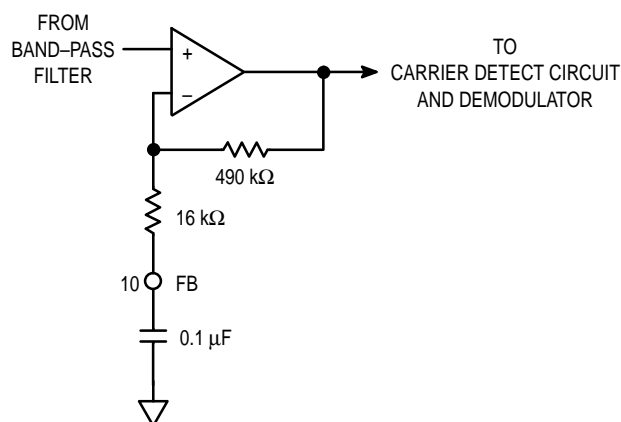 FROM
BAND–PASS
FILTER
+
–
TO
CARRIER DETECT CIRCUIT
AND DEMODULATOR
490 kΩ
16 kΩ
10 FB
0.1 µF